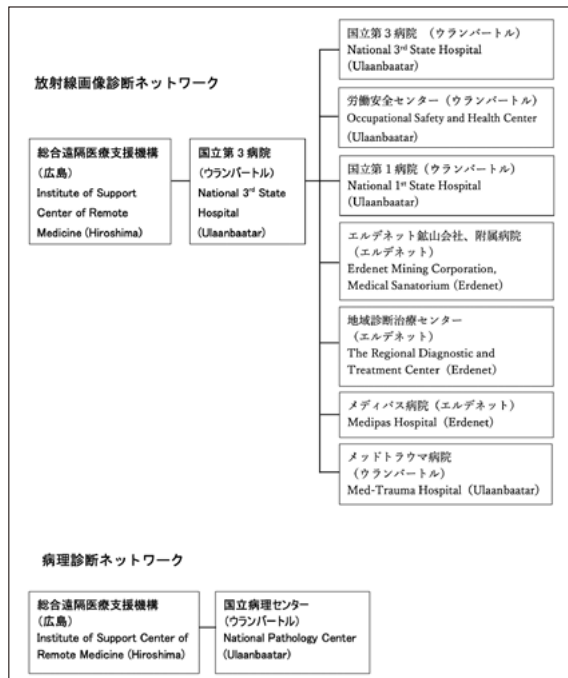 放射線画像診断ネットワーク
総合遠隔医療支援機構
(広島)
Institute of Support
Center of Remote
Medicine (Hiroshima)
国立第3病院
(ウランバートル)
National 3rd State
Hospital
(Ulaanbaatar)
国立第3病院 (ウランバートル)
National 3rd State Hospital
(Ulaanbaatar)
労働安全センター(ウランバートル)
Occupational Safety and Health Center
(Ulaanbaatar)
国立第1病院(ウランバートル)
National 1st State Hospital
(Ulaanbaatar)
エルデネット鉱山会社、附属病院
(エルデネット)
Erdenet Mining Corporation,
Medical Sanatorium (Erdenet)
地域診断治療センター
(エルデネット)
The Regional Diagnostic and
Treatment Center (Erdenet)
メディパス病院(エルデネット)
Medipas Hospital (Erdenet)
メッドトラウマ病院
(ウランバートル)
Med-Trauma Hospital (Ulaanbaatar)
病理診断ネットワーク
総合遠隔医療支援機構
(広島)
Institute of Support Center of
Remote Medicine (Hiroshima)
国立病理センター
(ウランバートル)
National Pathology Center
(Ulaanbaatar)